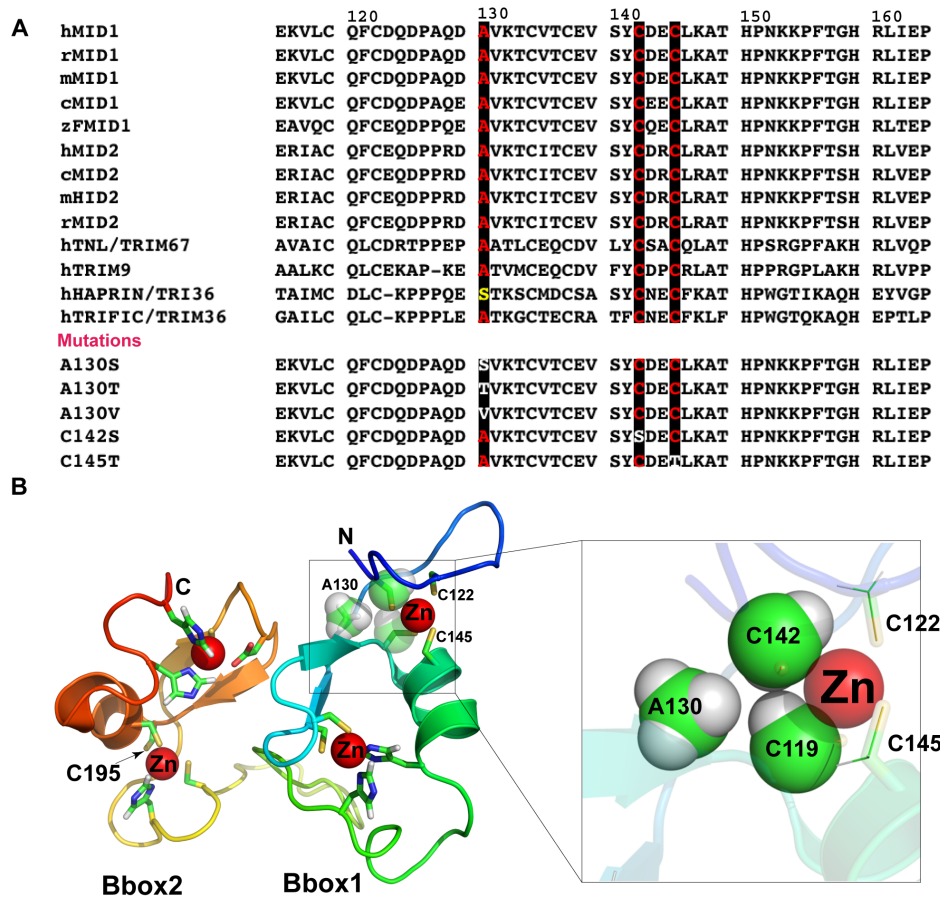 A
120 130 140 150 160
hMID1 EKVLC QFCDQDPAQD AVKTCVTCEV SYCDECLKAT HPNKKPFTGH RLIEP
rMID1 EKVLC QFCDQDPAQD AVKTCVTCEV SYCDECLKAT HPNKKPFTGH RLIEP
mMID1 EKVLC QFCDQDPAQD AVKTCVTCEV SYCDECLKAT HPNKKPFTGH RLIEP
cMID1 EKVLC QFCDQDPAQE AVKTCVTCEV SYCEECLKAT HPNKKPFTSH RLIEP
zFMID1 EAVQC QFCEQDPPQE AVKTCVTCEV SYCQECLRAT HPNKKPFTGH RLTEP
hMID2 ERIAC QFCEQDPPRD AVKTCITCEV SYCDRCLRAT HPNKKPFTSH RLVEP
cMID2 ERIAC QFCEQDPPRD AVKTCITCEV SYCDRCLKAT HPNKKPFTSH RLVEP
mHID2 ERIAC QFCEQDPPRD AVKTCITCEV SYCDRCLRAT HPNKKPFTSH RLVEP
rMID2 ERIAC QFCEQDPPRD AVKTCITCEV SYCDRCLRAT HPNKKPFTSH RLVEP
hTNL/TRIM67 AVAIC QLCDRTPPEP AATLCEQCDV LYCSACQLAT HPSRGPFAKH RLVQP
hTRIM9 AALKC QLCEKAP-KE ATVMCEQCDV FYCDPCRLAT HPPRGPLAKH RLVPP
hHAPRIN/TRI36 TAIMC DLC-KPPPQE STKSCMDCSA SYCNECFKAT HPWGTIKAQH EYVGP
hTRIFIC/TRIM36 GAILC QLC-KPPPLE ATKGCTECRA TFCNECFKLF HPWGTQKAQH EPTLP
Mutations
A130S EKVLC QFCDQDPAQD SVKTCVTCEV SYCDECLKAT HPNKKPFTGH RLIEP
A130T EKVLC QFCDQDPAQD TVKTCVTCEV SYCDECLKAT HPNKKPFTGH RLIEP
A130V EKVLC QFCDQDPAQD VVKTCVTCEV SYCDECLKAT HPNKKPFTGH RLIEP
C142S EKVLC QFCDQDPAQD AVKTCVTCEV SYSDECLKAT HPNKKPFTGH RLIEP
C145T EKVLC QFCDQDPAQD AVKTCVTCEV SYCDETLKAT HPNKKPFTGH RLIEP
B
N
C
A130
C122
Zn
C145
Zn
Zn
C195
Bbox2
Bbox1
C142
C122
Zn
A130
C119
C145